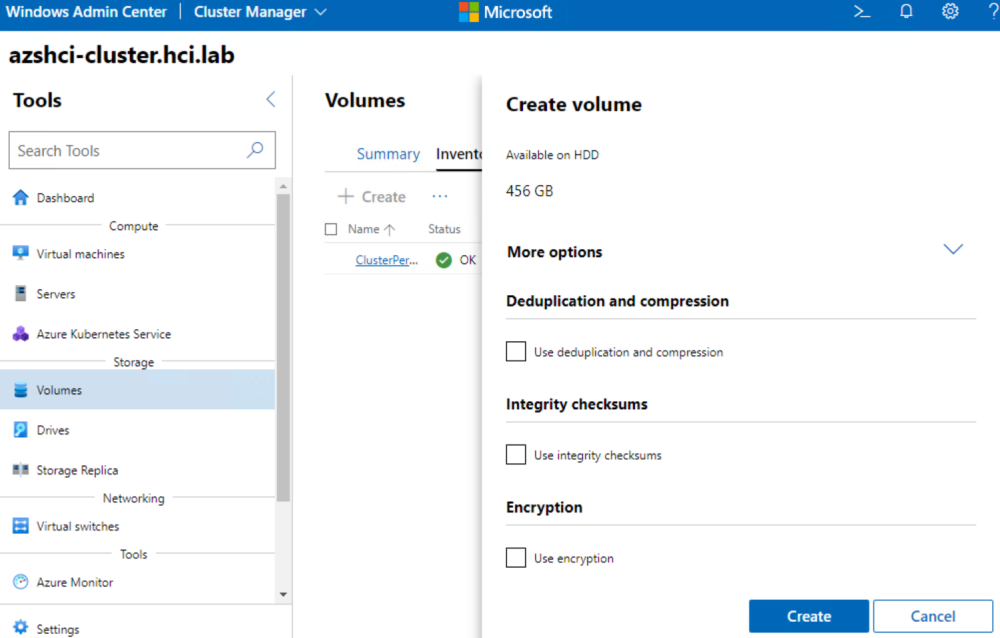 Windows Admin Center
Cluster Manager
Microsoft
?
azshci-cluster.hci.lab
Tools
Search Tools
Dashboard
Compute
Virtual machines
Servers
Azure Kubernetes Service
Storage
Volumes
Drives
Storage Replica
Networking
Virtual switches
Tools
Azure Monitor
Settings
Volumes
Summary Invento
Create ...
Name Status
ClusterPer... OK
Create volume
Available on HDD
456 GB
More options
Deduplication and compression
Use deduplication and compression
Integrity checksums
Use integrity checksums
Encryption
Use encryption
Create Cancel